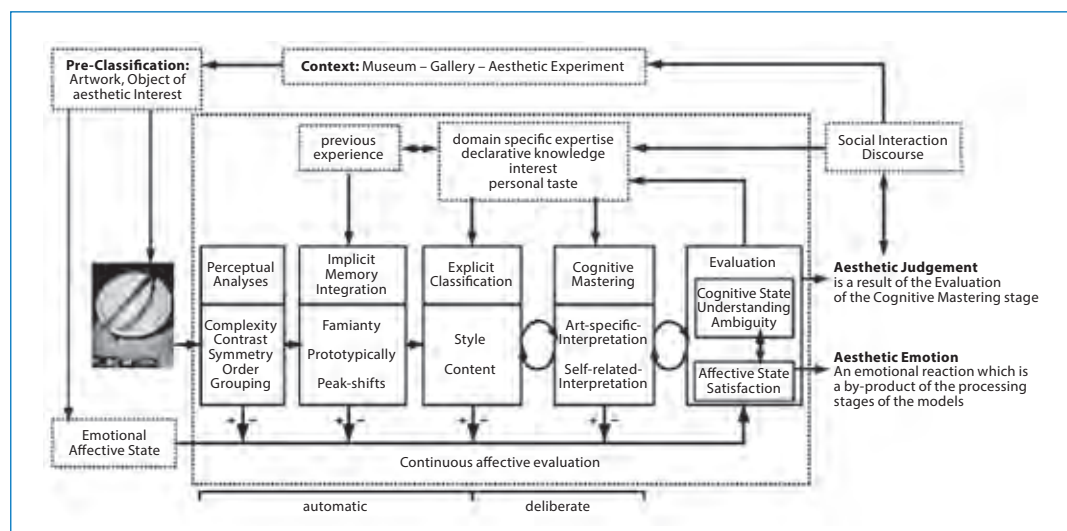 Pre-Classification:
Artwork, Object of
aesthetic Interest
Context: Museum – Gallery – Aesthetic Experiment
Social Interaction
Discourse
previous
experience
domain specific expertise
declarative knowledge
interest
personal taste
Perceptual
Analyses
Complexity
Contrast
Symmetry
Order
Grouping
Implicit
Memory
Integration
Famianty
Prototypically
Peak-shifts
Explicit
Classification
Style
Content
Cognitive
Mastering
Art-specific-
Interpretation
Self-related-
Interpretation
Evaluation
Cognitive State
Understanding
Ambiguity
Affective State
Satisfaction
Aesthetic Judgement
is a result of the Evaluation
of the Cognitive Mastering stage
Aesthetic Emotion
An emotional reaction which is
a by-product of the processing
stages of the models
Emotional
Affective State
+ –
+ –
+ –
+ –
Continuous affective evaluation
automatic
deliberate